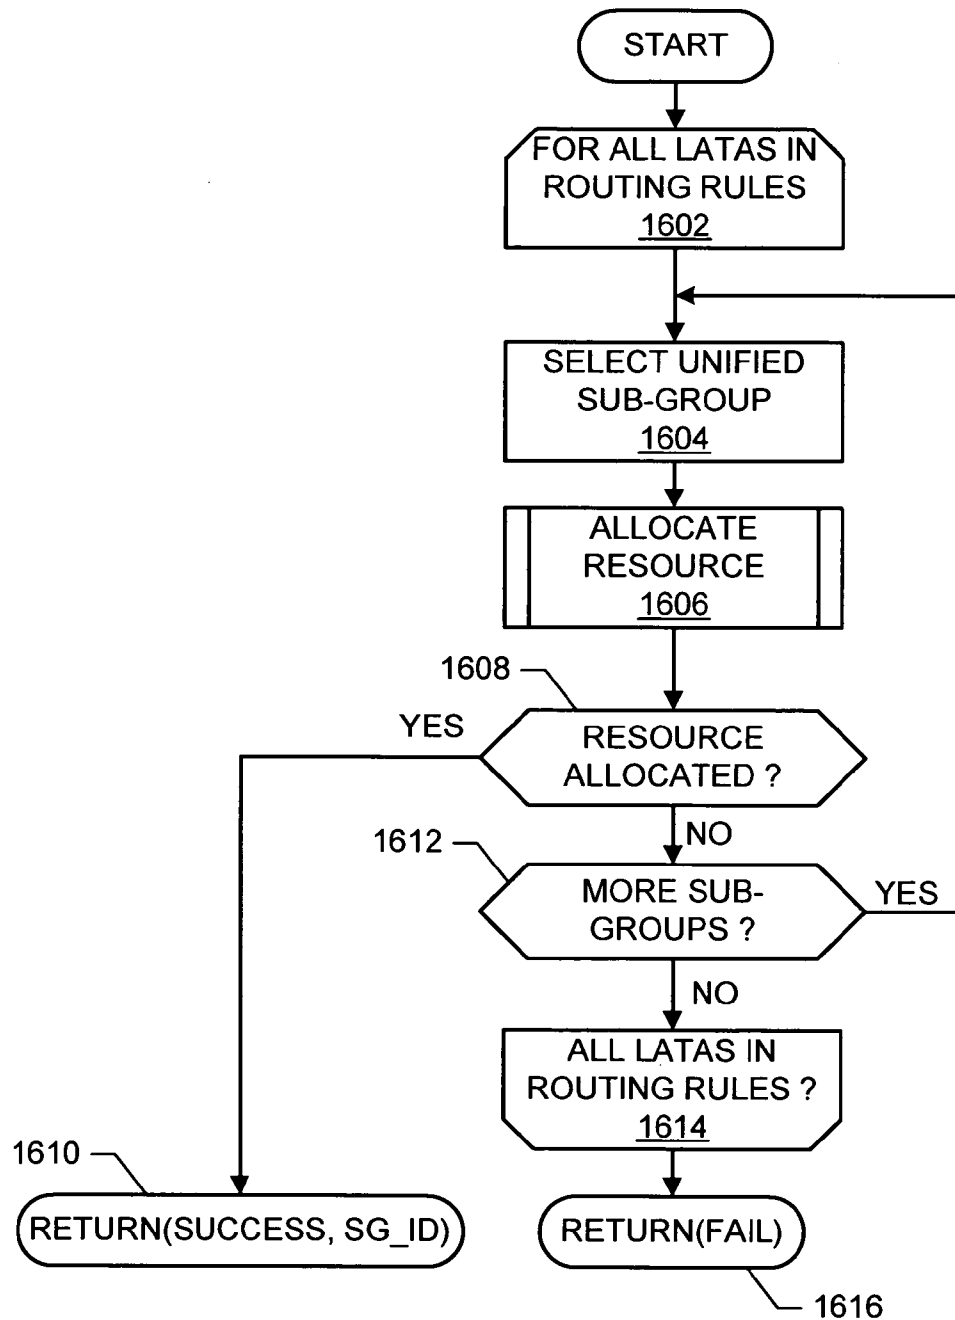 START
FOR ALL LATAS IN
ROUTING RULES
1602
SELECT UNIFIED
SUB-GROUP
1604
ALLOCATE
RESOURCE
1606
1608
YES
RESOURCE
ALLOCATED ?
NO
1612
MORE SUB-
GROUPS ?
YES
NO
ALL LATAS IN
ROUTING RULES ?
1614
1610
RETURN(SUCCESS, SG_ID)
RETURN(FAIL)
1616